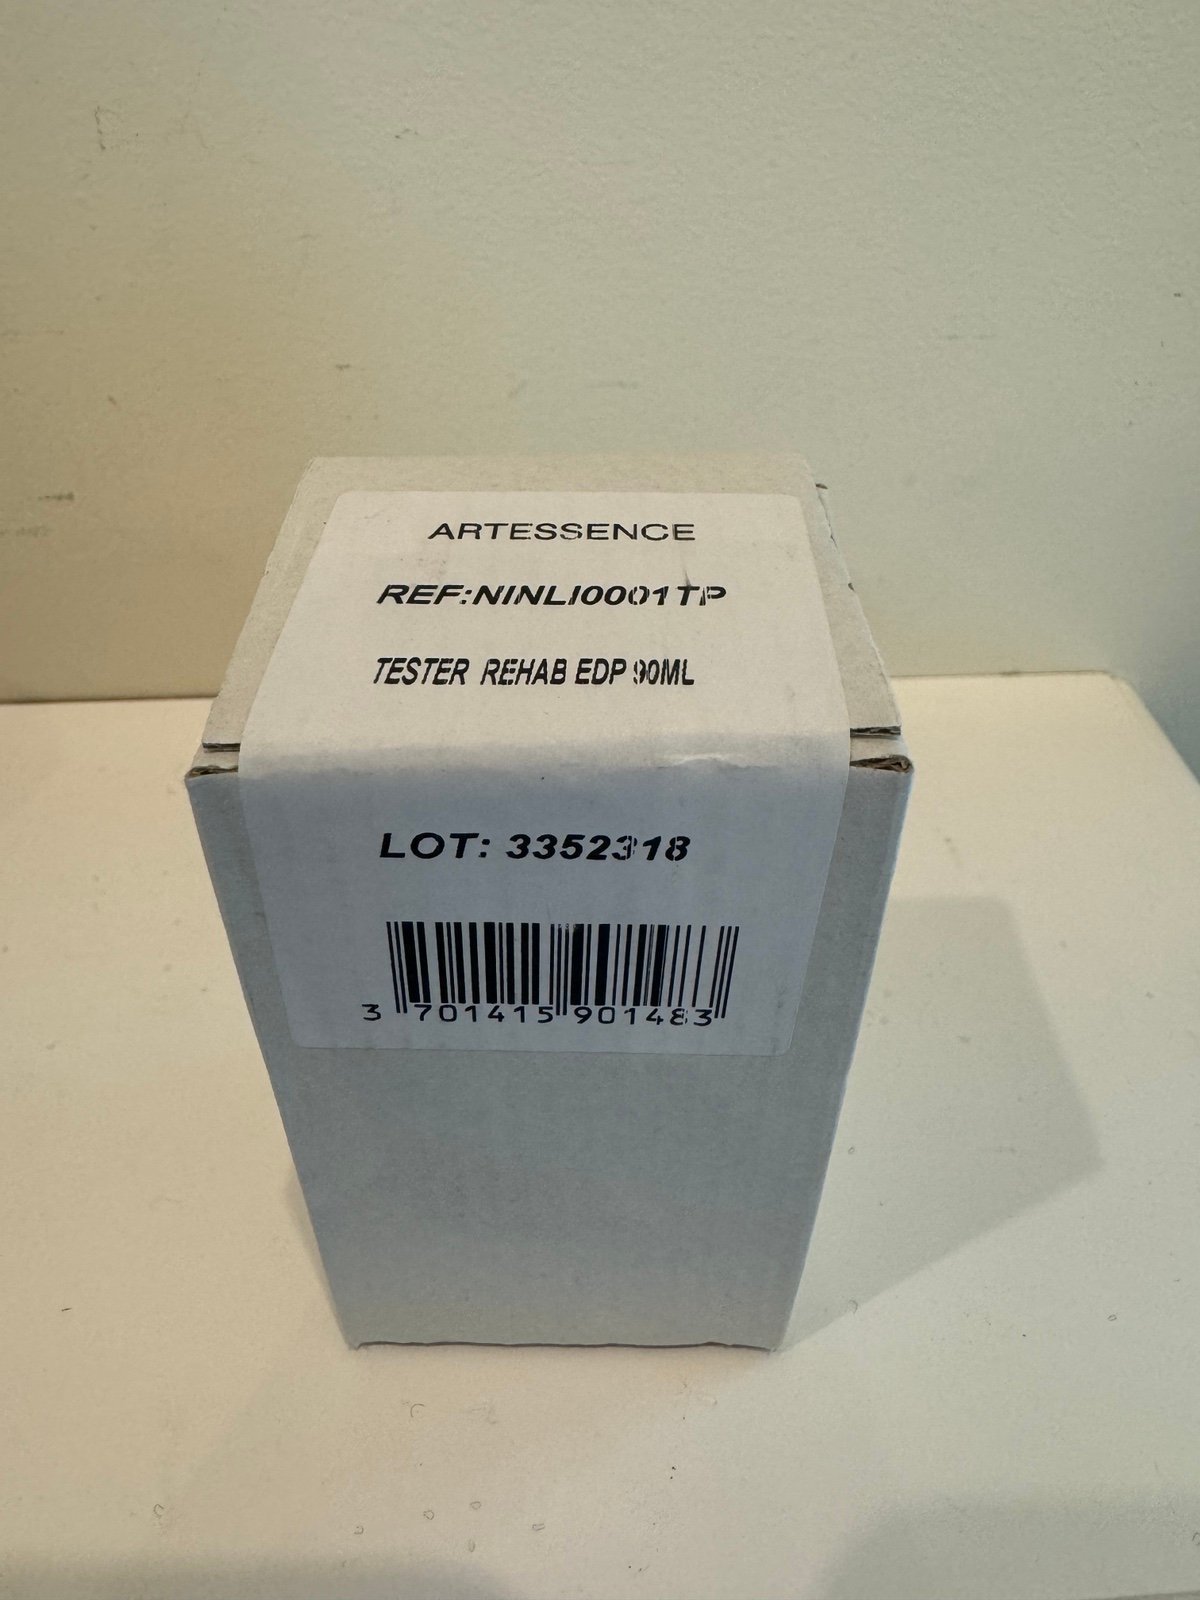 ARTESSENCE
REF:NINLI0001TP
TESTER REHAB EDP 90ML
LOT: 3352318
3 701415 901483